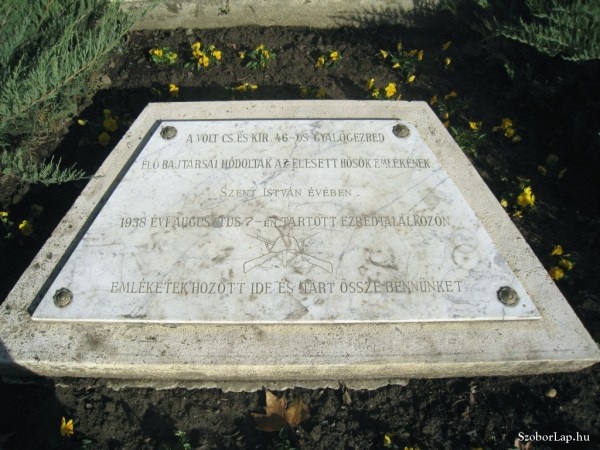 A VOLT CS. ÉS KIR. 46-OS GYALOGEZRED
ÉLŐ BAJTÁRSAI HÓDOLTAK AZ ELESETT HŐSÖK EMLÉKÉNEK
SZENT ISTVÁN ÉVÉBEN.
1938 ÉVI AUGUSZTUS 7-ÉN TARTOTT EZREDTALÁLKOZÓN.
EMLÉKETEK HOZOTT IDE ÉS TART ÖSSZE BENNÜNKET.
SzoborLap.hu